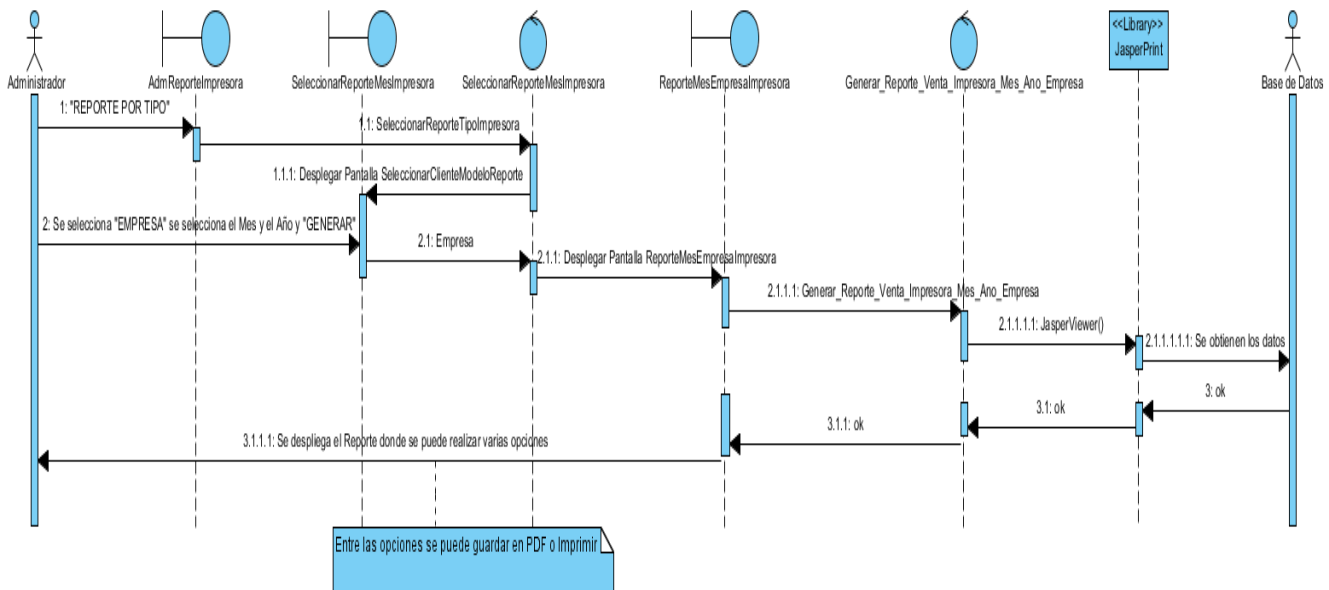 <<Library>>
JasperPrint
Administrador
AdmReporteImpresora
SeleccionarReporteMesImpresora
SeleccionarReporteMesImpresora
ReporteMesEmpresaImpresora
Generar_Reporte_Venta_Impresora_Mes_Ano_Empresa
Base de Datos
1: "REPORTE POR TIPO"
1.1: SeleccionarReporteTipoImpresora
1.1.1: Desplegar Pantalla SeleccionarClienteModeloReporte
2: Se selecciona "EMPRESA" se selecciona el Mes y el Año y "GENERAR"
2.1: Empresa
2.1.1: Desplegar Pantalla ReporteMesEmpresaImpresora
2.1.1.1: Generar_Reporte_Venta_Impresora_Mes_Ano_Empresa
2.1.1.1.1: JasperViewer()
2.1.1.1.1.1: Se obtienen los datos
3: ok
3.1: ok
3.1.1: ok
3.1.1.1: Se despliega el Reporte donde se puede realizar varias opciones
Entre las opciones se puede guardar en PDF o Imprimir